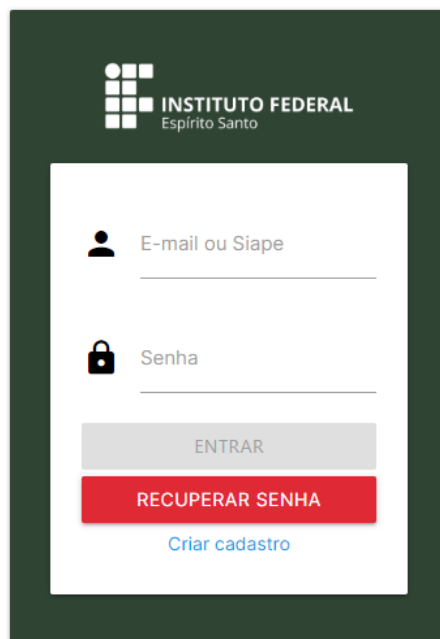 INSTITUTO FEDERAL
Espírito Santo
E-mail ou Siape
Senha
ENTRAR
RECUPERAR SENHA
Criar cadastro